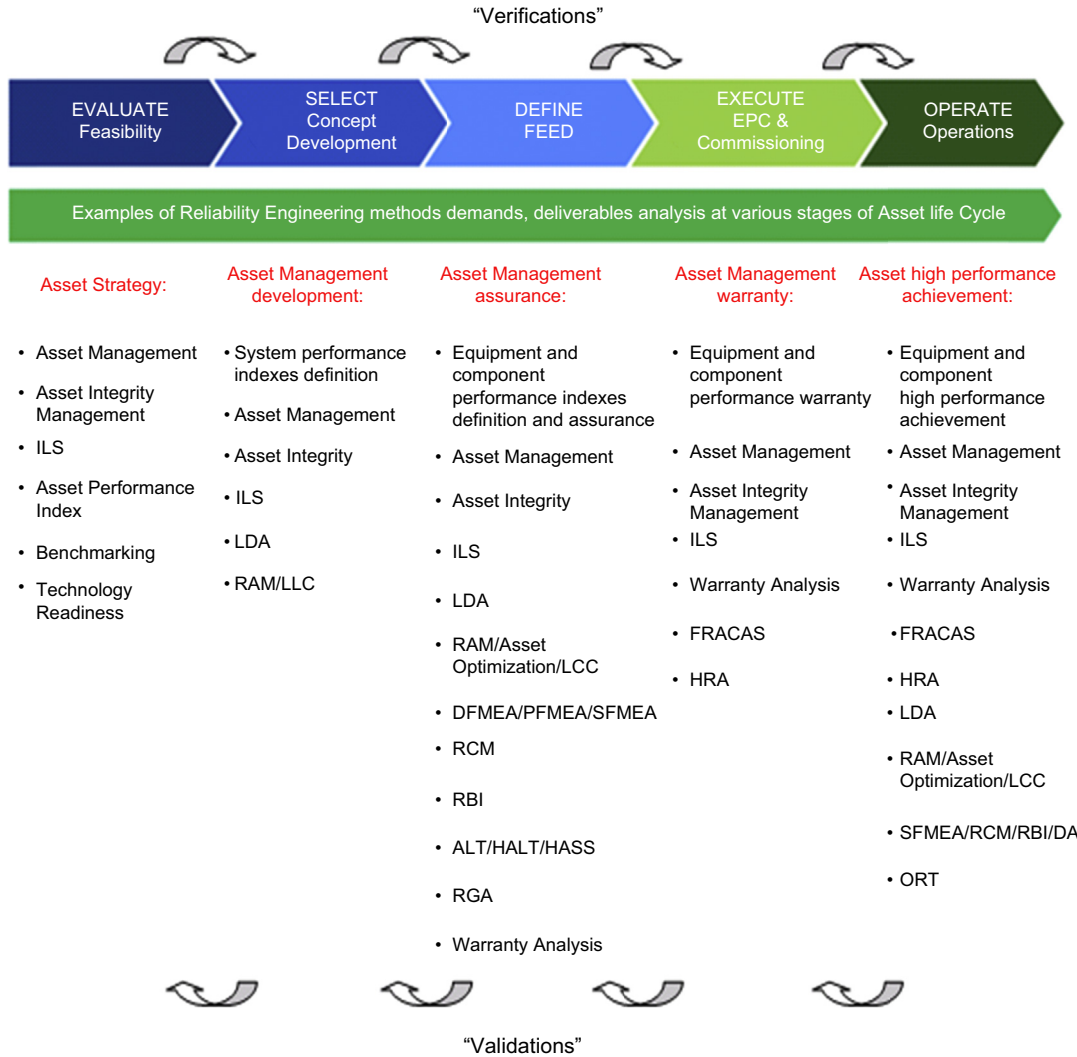 “Verifications”
EVALUATE
Feasibility
SELECT
Concept
Development
DEFINE
FEED
EXECUTE
EPC &
Commissioning
OPERATE
Operations
Examples of Reliability Engineering methods demands, deliverables analysis at various stages of Asset life Cycle
Asset Strategy:
• Asset Management
• Asset Integrity
Management
• ILS
• Asset Performance
Index
• Benchmarking
• Technology
Readiness
Asset Management
development:
• System performance
indexes definition
• Asset Management
• Asset Integrity
• ILS
• LDA
• RAM/LLC
Asset Management
assurance:
• Equipment and
component
performance indexes
definition and assurance
• Asset Management
• Asset Integrity
• ILS
• LDA
• RAM/Asset
Optimization/LCC
• DFMEA/PFMEA/SFMEA
• RCM
• RBI
• ALT/HALT/HASS
• RGA
• Warranty Analysis
Asset Management
warranty:
• Equipment and
component
performance warranty
• Asset Management
• Asset Integrity
Management
• ILS
• Warranty Analysis
• FRACAS
• HRA
Asset high performance
achievement:
• Equipment and
component
high performance
achievement
• Asset Management
• Asset Integrity
Management
• ILS
• Warranty Analysis
• FRACAS
• HRA
• LDA
• RAM/Asset
Optimization/LCC
• SFMEA/RCM/RBI/DA
• ORT
“Validations”